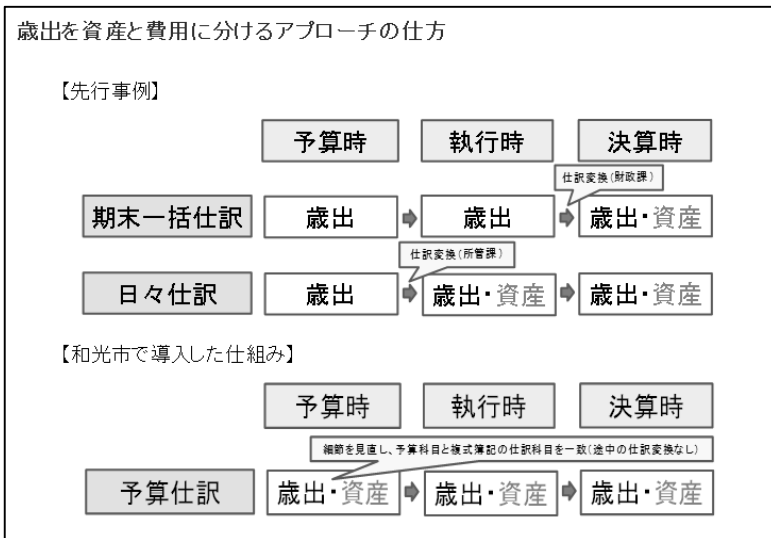 歳出を資産と費用に分けるアプローチの仕方
【先行事例】
予算時 執行時 決算時
仕訳変換(財政課)
期末一括仕訳 歳出 歳出 歳出・資産
仕訳変換(所管課)
日々仕訳 歳出 歳出・資産 歳出・資産
【和光市で導入した仕組み】
予算時 執行時 決算時
細節を見直し、予算科目と複式簿記の仕訳科目を一致(途中の仕訳変換なし)
予算仕訳 歳出・資産 歳出・資産 歳出・資産